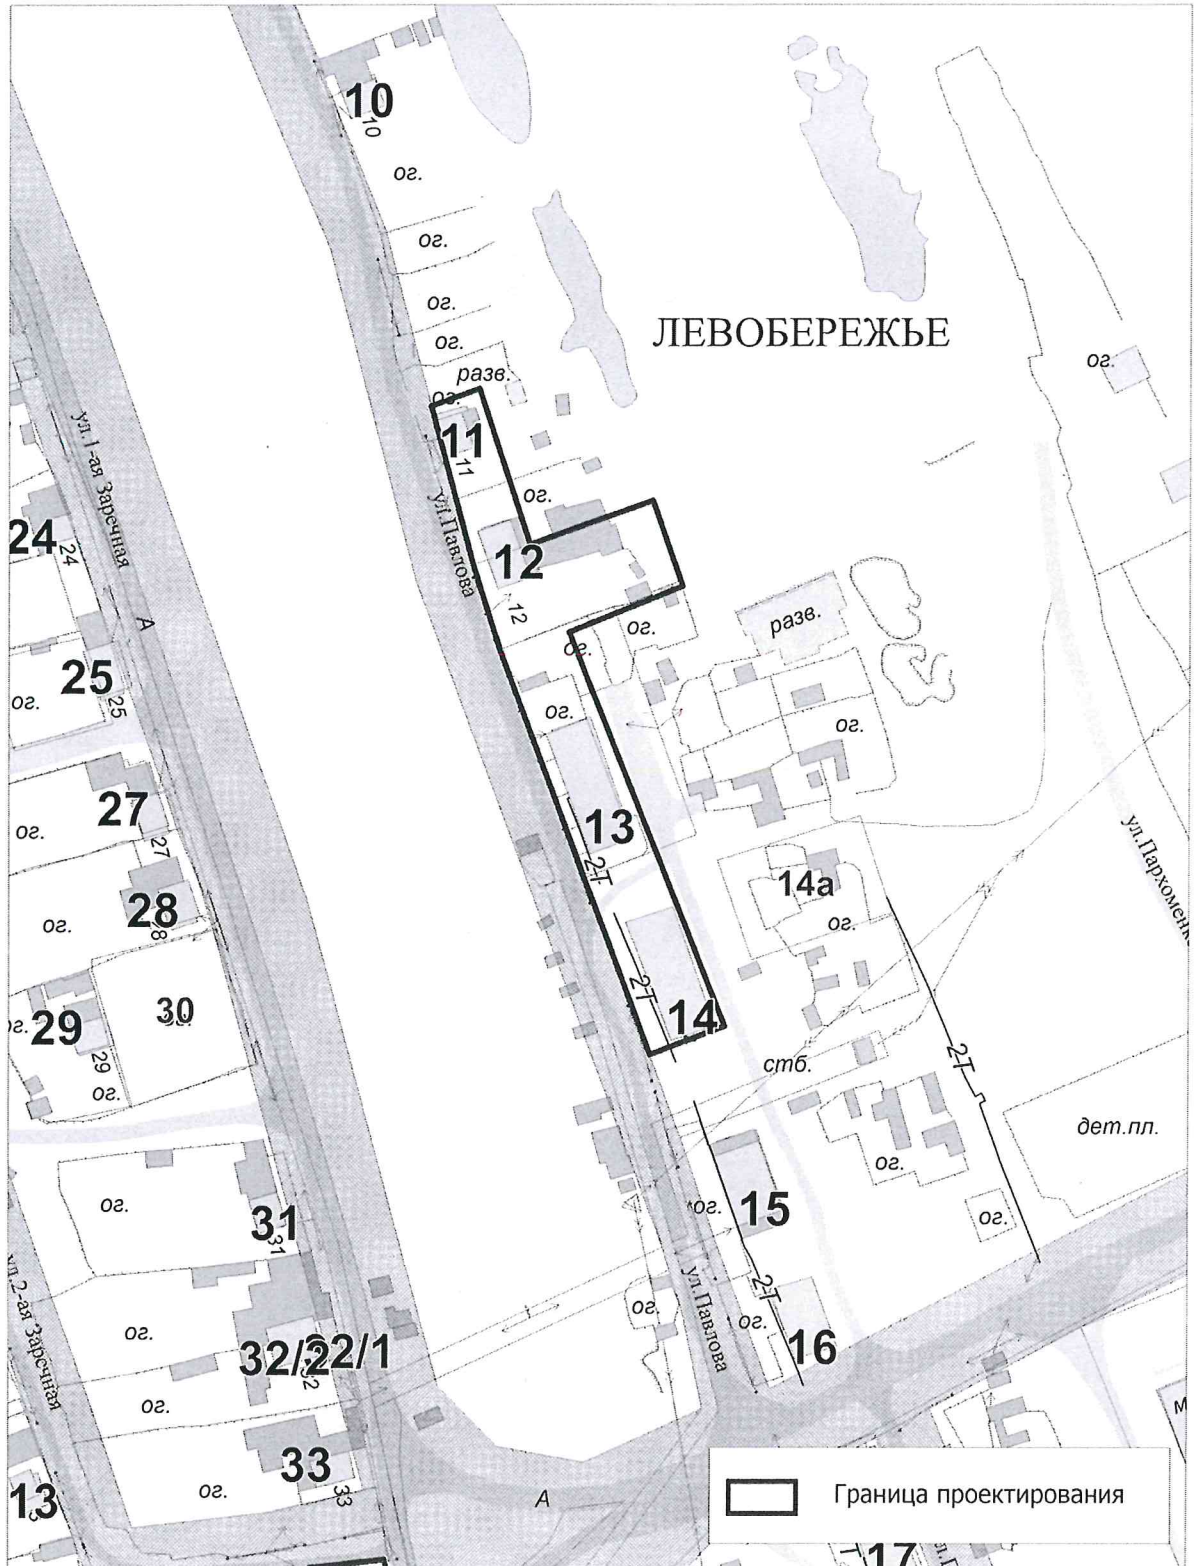 10
10
ог.
ог.
ог.
ог.
ЛЕВОБЕРЕЖЬЕ
ог.
разв.
ог.
11
11
ул.1-ая Заречная
ог.
ул.Павлова
24
24
12
12
А
ог.
разв.
ог.
25
25
ог.
ог.
ог.
27
27
ог.
13
2Т
ул.Пархоменк
14а
28
ог.
ог.
30
2Т
14
29
29
ог.
стб.
2Т
ог.
дет.пл.
ог.
ог.
31
31
ог.
15
ог.
ул.2-ая Заречная
ул.Павлова
2Т
ог.
ог.
ог.
16
32/2
22/1
32
ог.
33
33
ог.
13
А
м
Граница проектирования
17